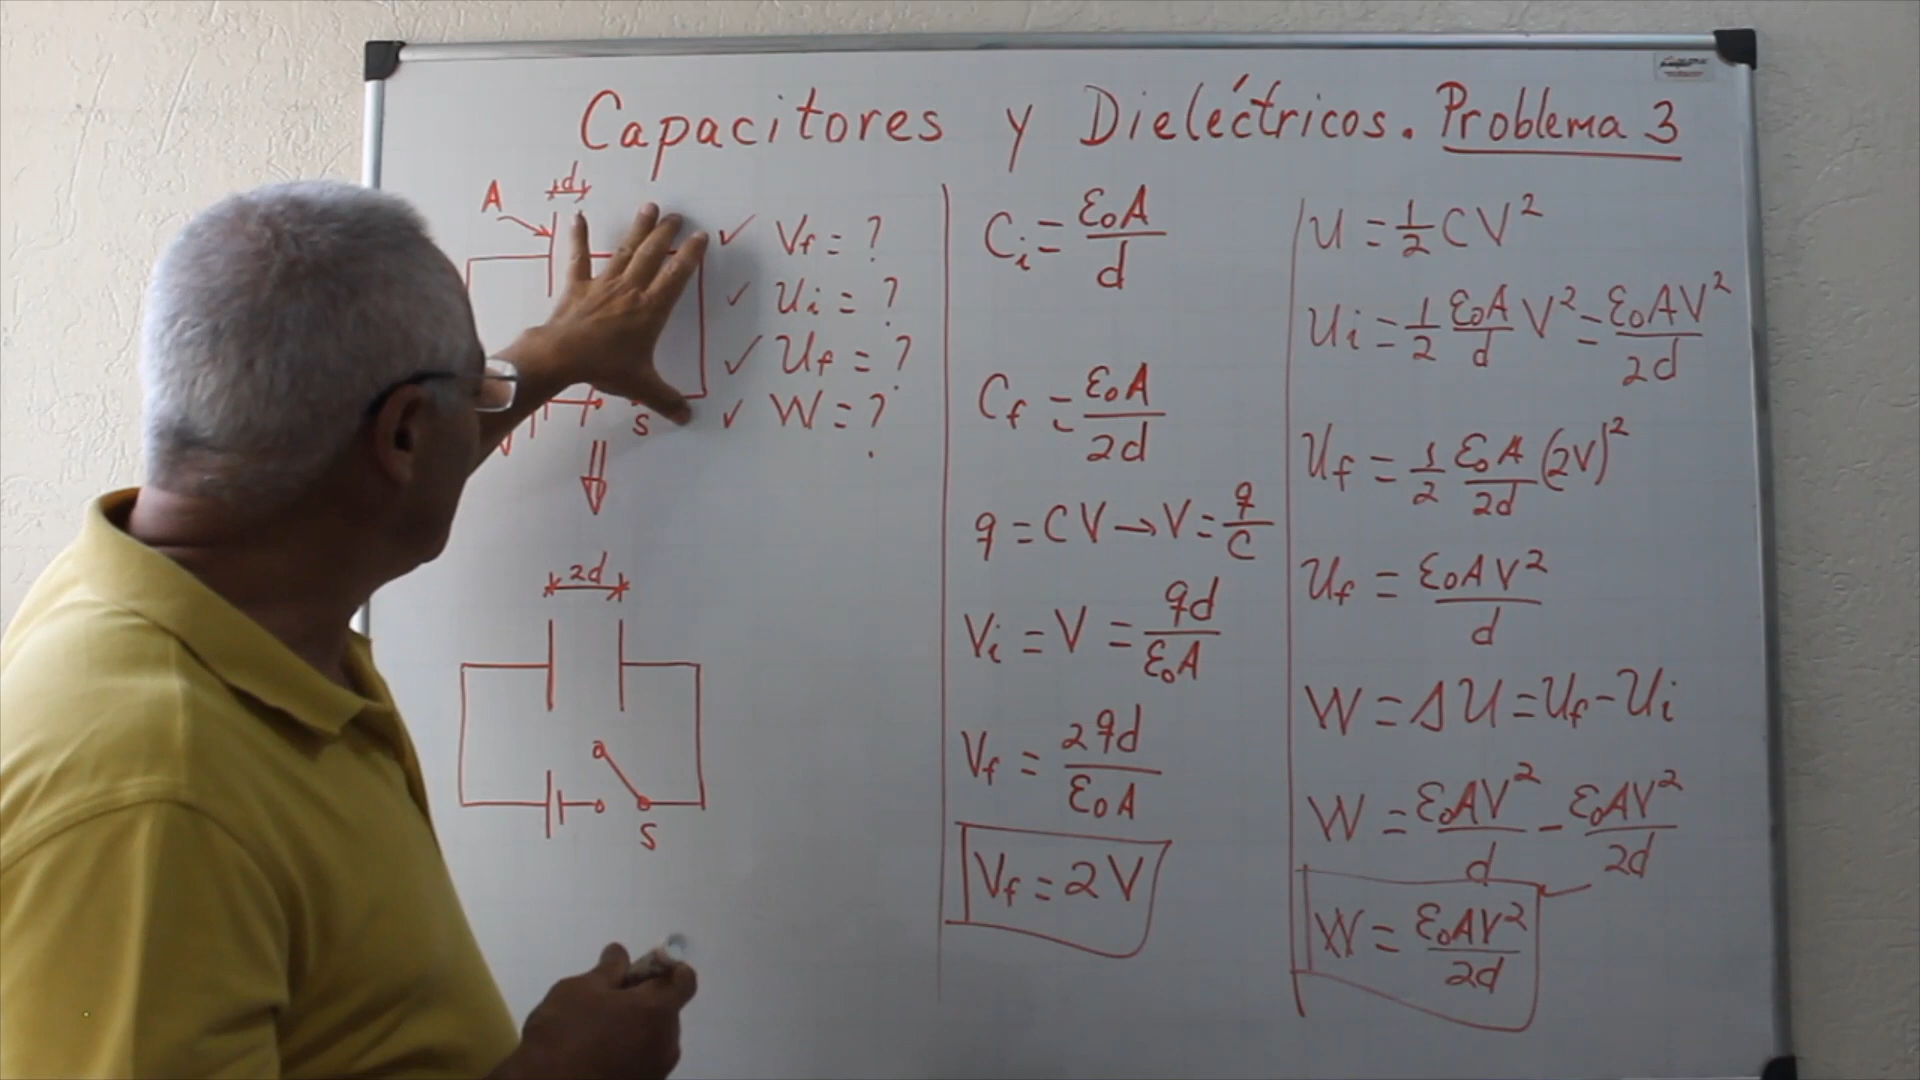 Capacitores y Dieléctricos. Problema 3
A
d
S
2d
S
✓ Vf = ?
✓ Ui = ?
✓ Uf = ?
✓ W = ?
Ci = ε0A/d
Cf = ε0A/2d
q = CV → V = q/C
Vi = V = qd/ε0A
Vf = 2qd/ε0A
Vf = 2V
U = 1/2 CV²
Ui = 1/2 ε0A/d V² = ε0AV²/2d
Uf = 1/2 ε0A/2d (2V)²
Uf = ε0AV²/d
W = ΔU = Uf - Ui
W = ε0AV²/d - ε0AV²/2d
W = ε0AV²/2d